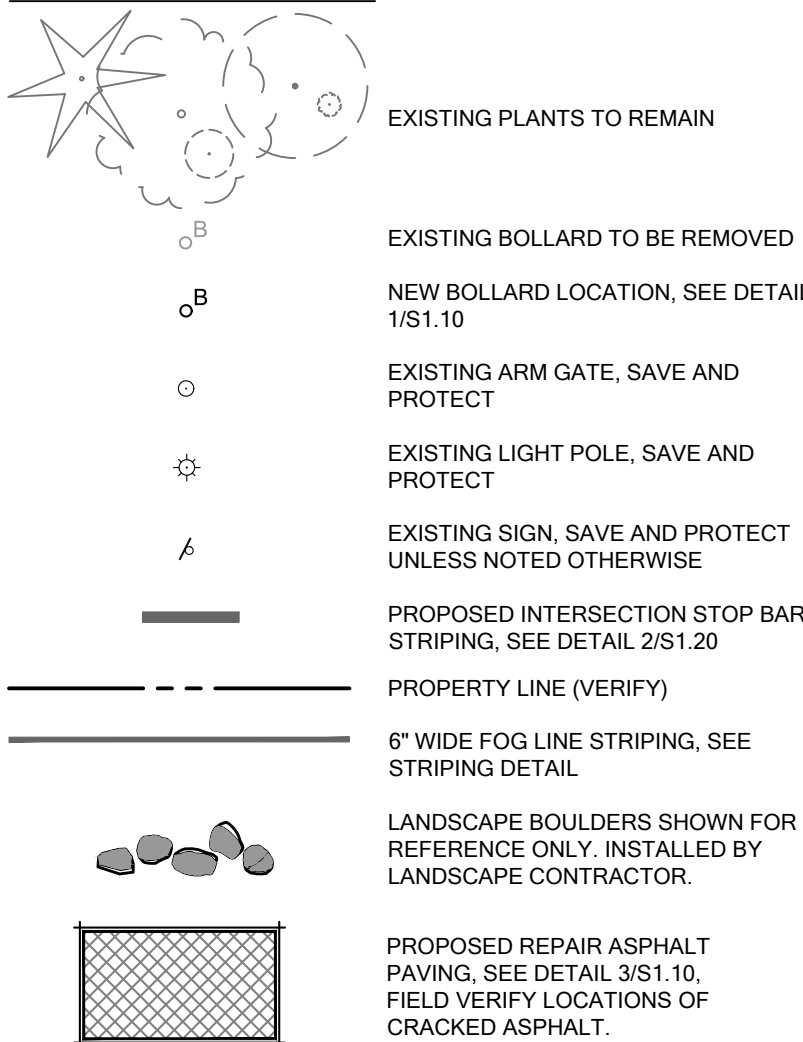 EXISTING PLANTS TO REMAIN
B
EXISTING BOLLARD TO BE REMOVED
B
NEW BOLLARD LOCATION, SEE DETAIL
1/S1.10
EXISTING ARM GATE, SAVE AND
PROTECT
EXISTING LIGHT POLE, SAVE AND
PROTECT
EXISTING SIGN, SAVE AND PROTECT
UNLESS NOTED OTHERWISE
PROPOSED INTERSECTION STOP BAR
STRIPING, SEE DETAIL 2/S1.20
PROPERTY LINE (VERIFY)
6" WIDE FOG LINE STRIPING, SEE
STRIPING DETAIL
LANDSCAPE BOULDERS SHOWN FOR
REFERENCE ONLY. INSTALLED BY
LANDSCAPE CONTRACTOR.
PROPOSED REPAIR ASPHALT
PAVING, SEE DETAIL 3/S1.10,
FIELD VERIFY LOCATIONS OF
CRACKED ASPHALT.